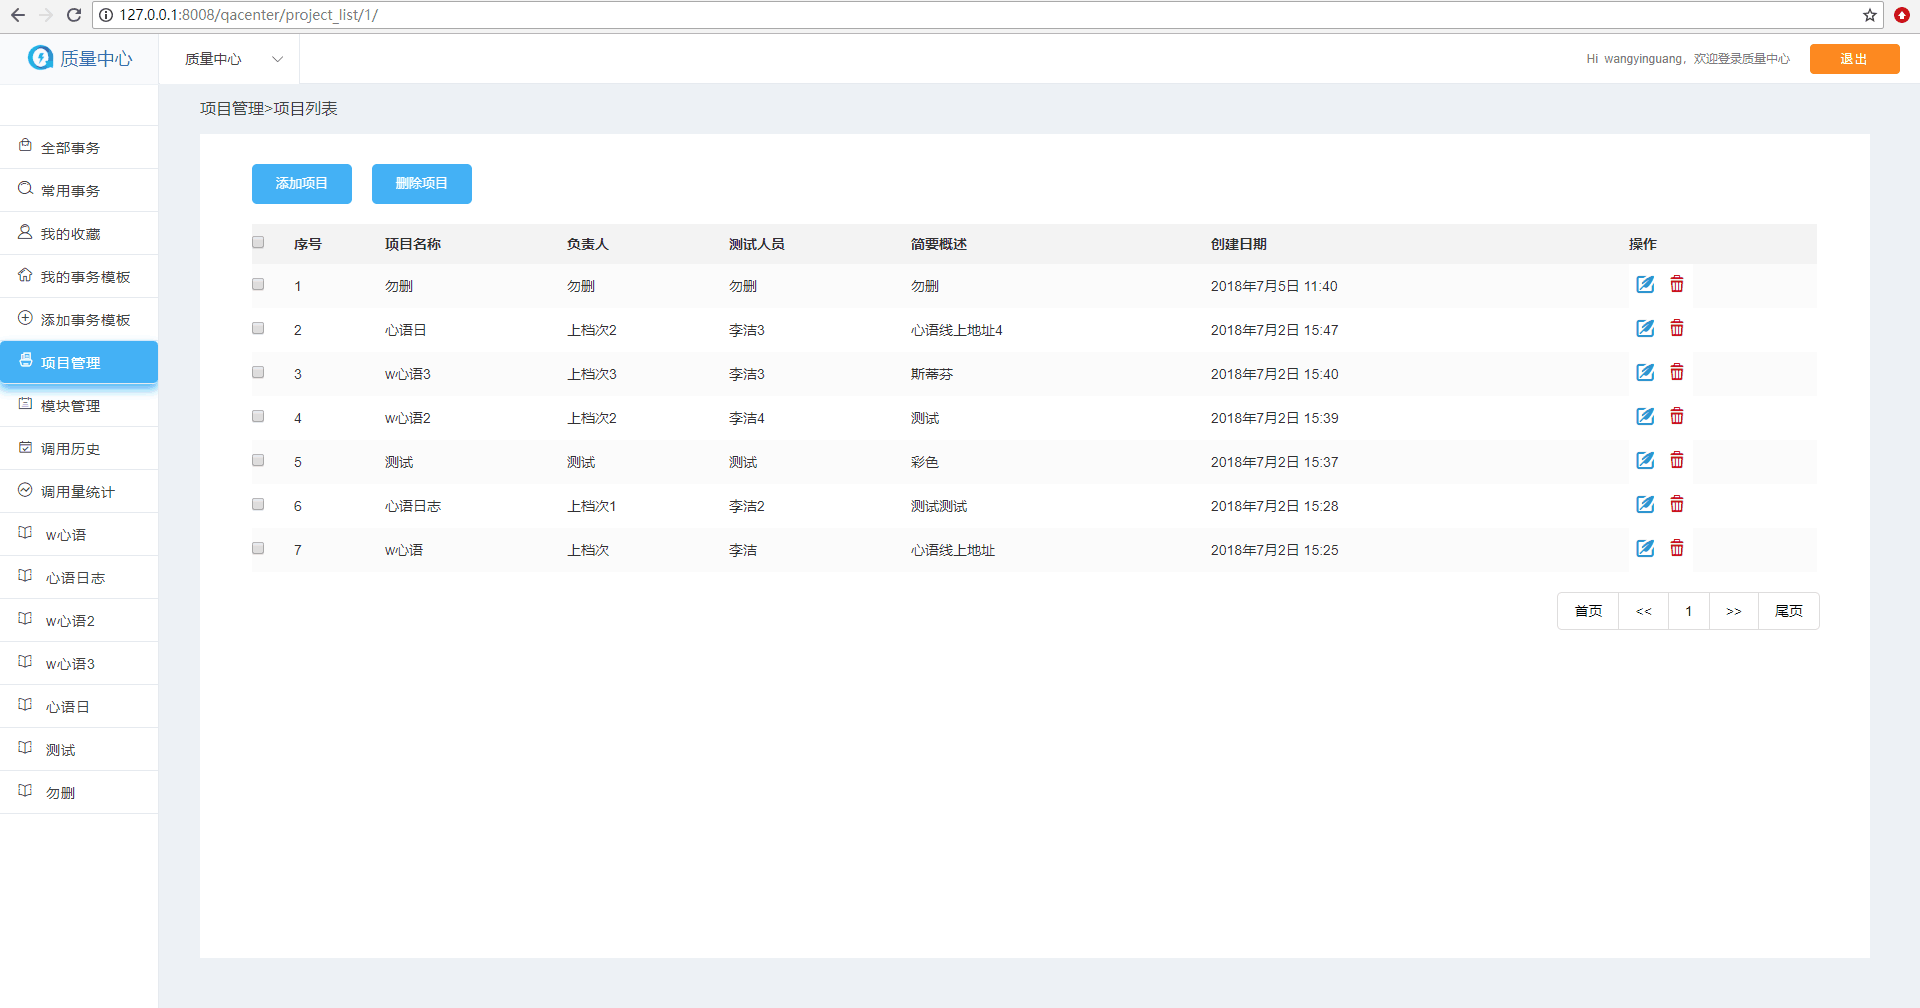 127.0.0.1:8008/qacenter/project_list/1/
质量中心
质量中心
Hi wangyinguang，欢迎登录质量中心
退出
项目管理>项目列表
全部事务
常用事务
我的收藏
我的事务模板
添加事务模板
项目管理
模块管理
调用历史
调用量统计
w心语
心语日志
w心语2
w心语3
心语日
测试
勿删
添加项目 删除项目
序号 项目名称 负责人 测试人员 简要概述 创建日期 操作
1 勿删 勿删 勿删 勿删 2018年7月5日 11:40
2 心语日 上档次2 李洁3 心语线上地址4 2018年7月2日 15:47
3 w心语3 上档次3 李洁3 斯蒂芬 2018年7月2日 15:40
4 w心语2 上档次2 李洁4 测试 2018年7月2日 15:39
5 测试 测试 测试 彩色 2018年7月2日 15:37
6 心语日志 上档次1 李洁2 测试测试 2018年7月2日 15:28
7 w心语 上档次 李洁 心语线上地址 2018年7月2日 15:25
首页 << 1 >> 尾页